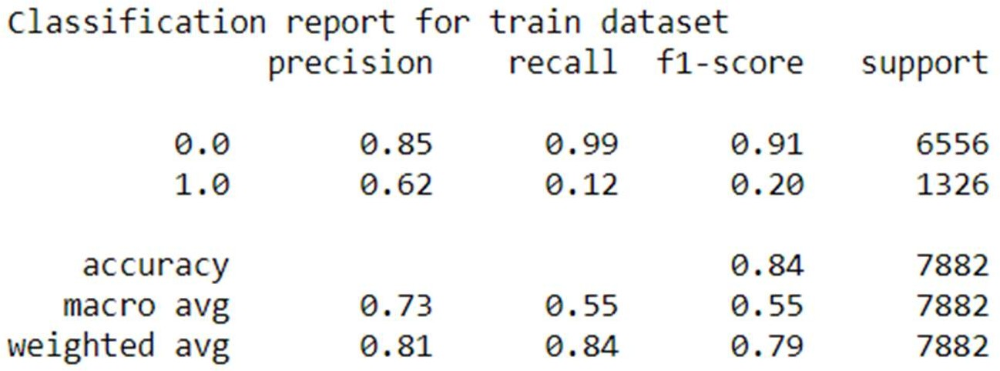 Classification report for train dataset
precision recall f1-score support
0.0 0.85 0.99 0.91 6556
1.0 0.62 0.12 0.20 1326
accuracy 0.84 7882
macro avg 0.73 0.55 0.55 7882
weighted avg 0.81 0.84 0.79 7882